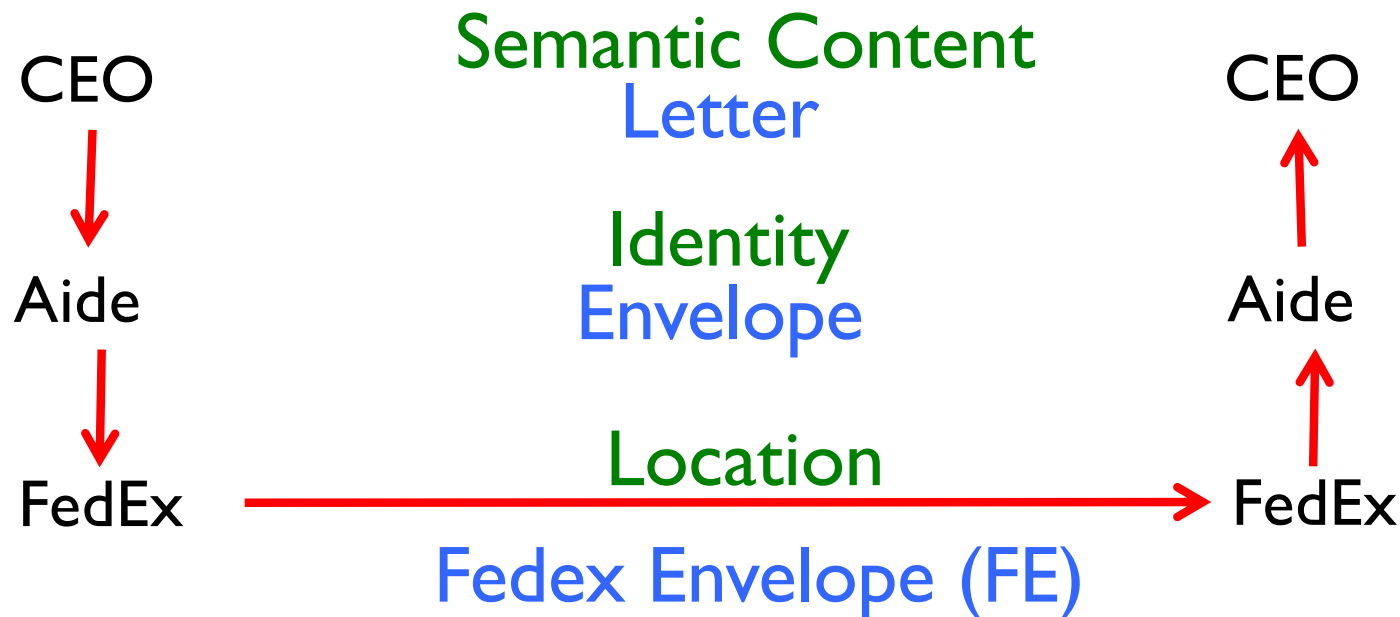 CEO
Semantic Content
Letter
CEO
Aide
Identity
Envelope
Aide
FedEx
Location
FedEx
Fedex Envelope (FE)